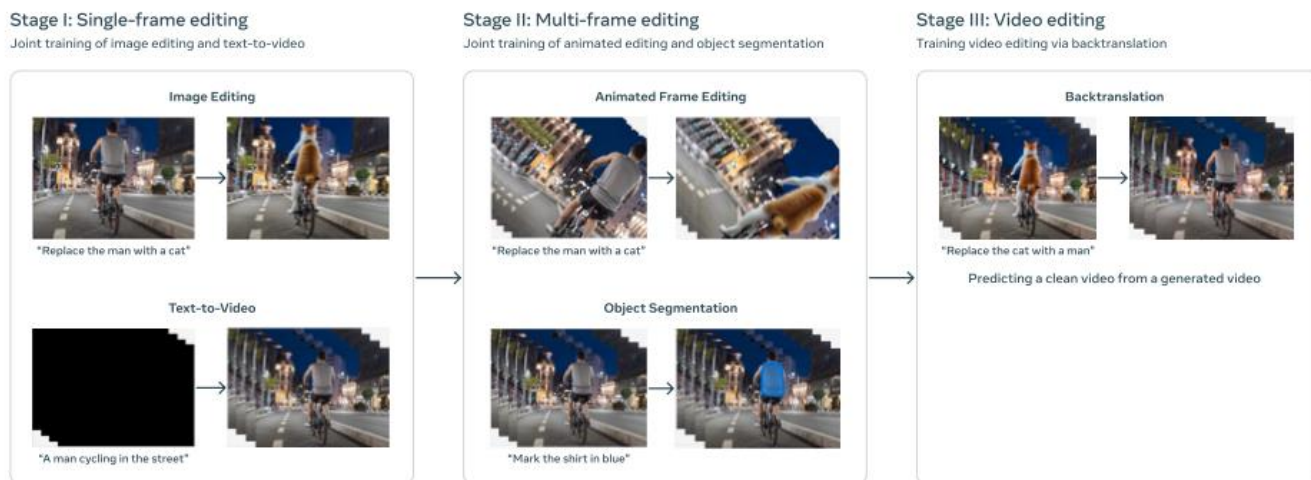 Stage I: Single-frame editing
Joint training of image editing and text-to-video
Image Editing
"Replace the man with a cat"
Text-to-Video
"A man cycling in the street"
Stage II: Multi-frame editing
Joint training of animated editing and object segmentation
Animated Frame Editing
"Replace the man with a cat"
Object Segmentation
"Mark the shirt in blue"
Stage III: Video editing
Training video editing via backtranslation
Backtranslation
"Replace the cat with a man"
Predicting a clean video from a generated video